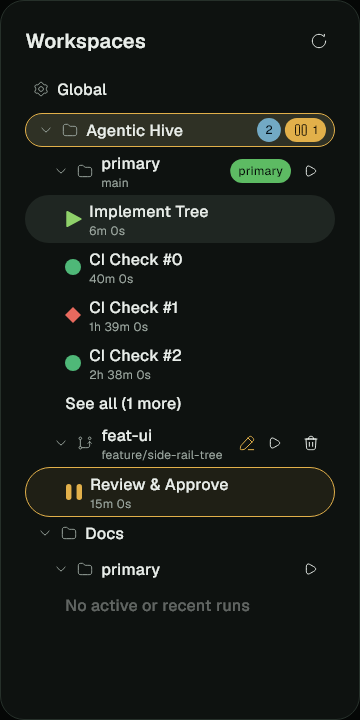 Workspaces
Global
Agentic Hive 2 1
primary primary
main
Implement Tree
6m 0s
CI Check #0
40m 0s
CI Check #1
1h 39m 0s
CI Check #2
2h 38m 0s
See all (1 more)
feat-ui
feature/side-rail-tree
Review & Approve
15m 0s
Docs
primary
No active or recent runs